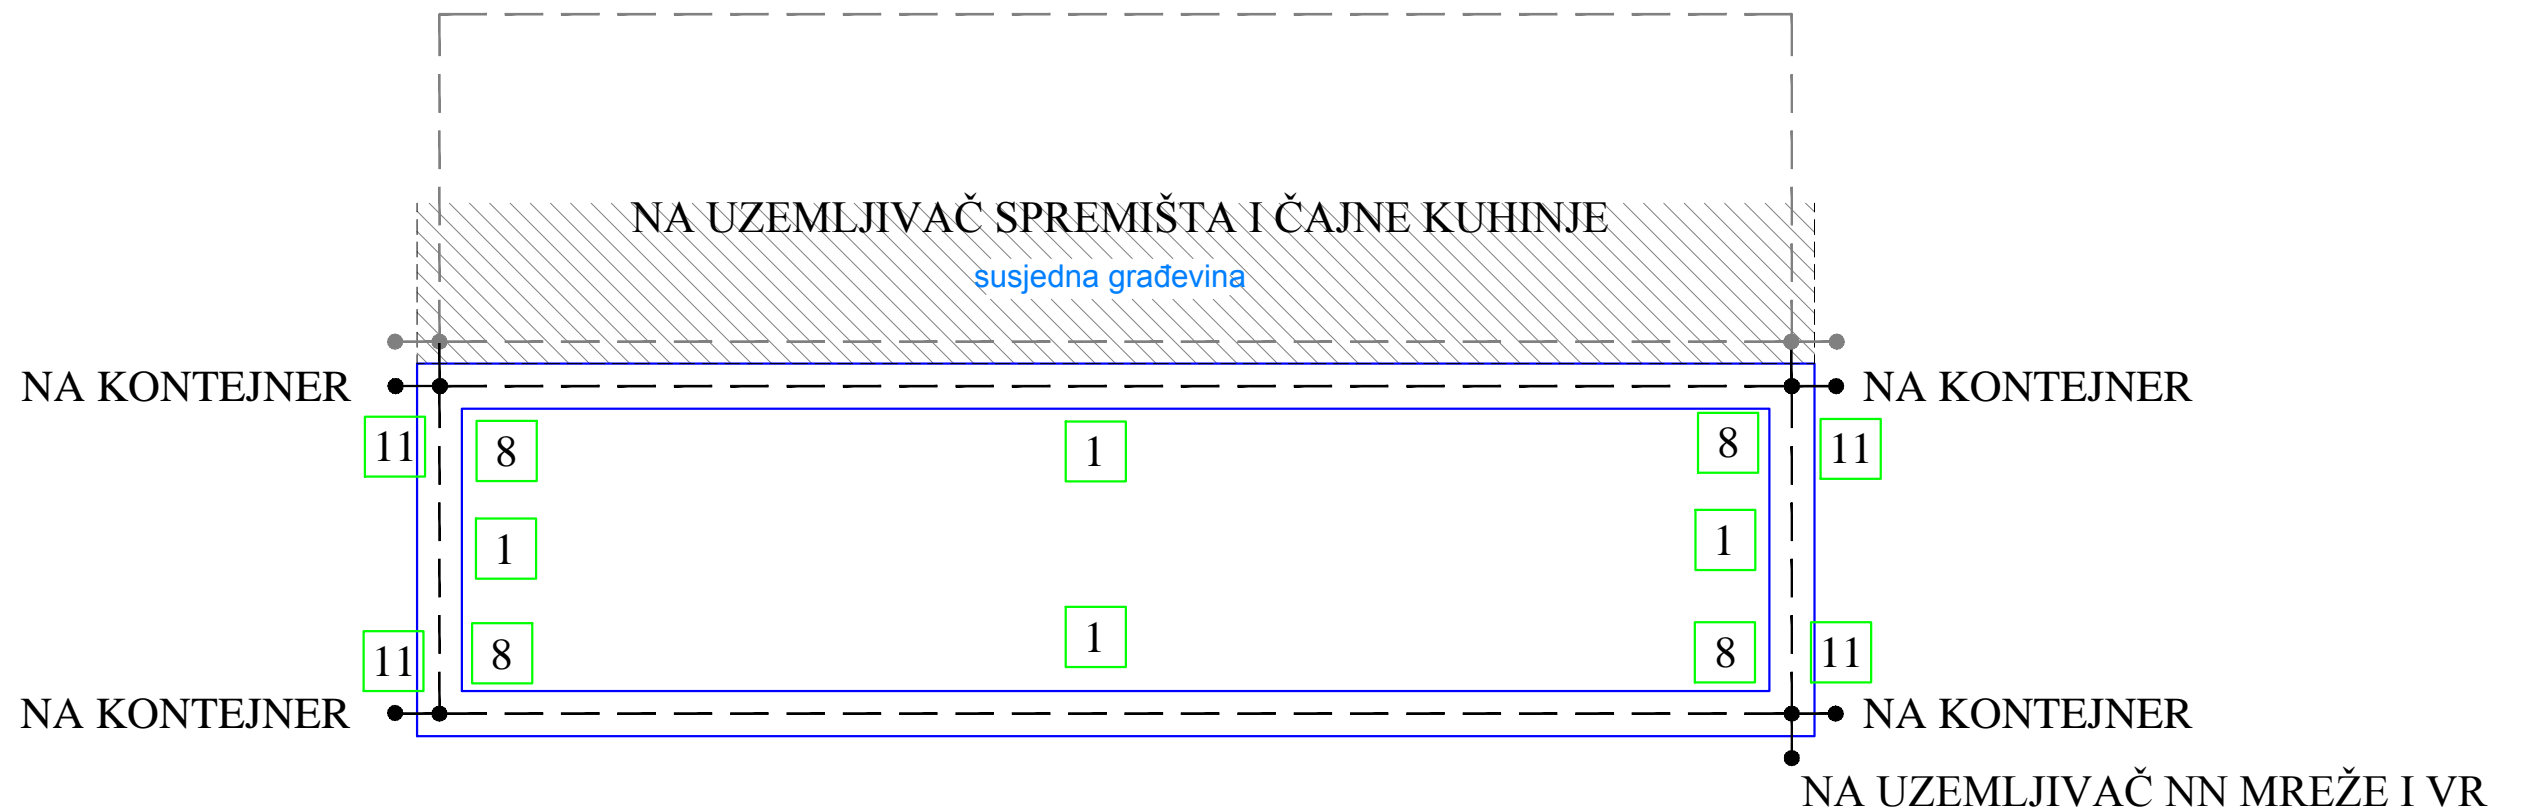 NA UZEMLJIVAČ SPREMIŠTA I ČAJNE KUHINJE
susjedna građevina
NA KONTEJNER
NA KONTEJNER
11
8
1
8
11
1
1
11
8
1
8
11
NA KONTEJNER
NA KONTEJNER
NA UZEMLJIVAČ NN MREŽE I VR